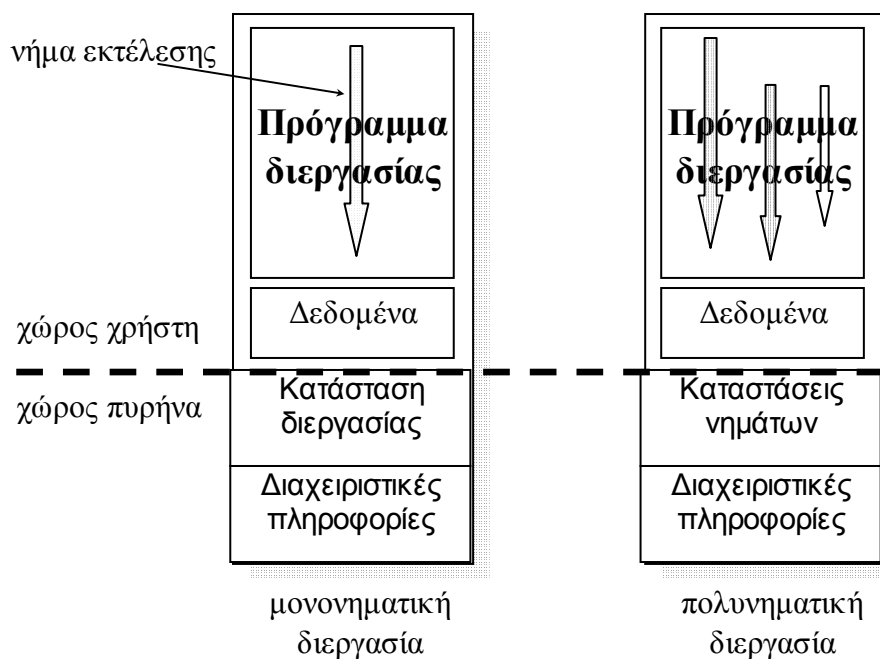 νήμα εκτέλεσης
Πρόγραμμα
διεργασίας
Δεδομένα
χώρος χρήστη
χώρος πυρήνα
Κατάσταση
διεργασίας
Διαχειριστικές
πληροφορίες
μονονηματική
διεργασία
Πρόγραμμα
διεργασίας
Δεδομένα
Καταστάσεις
νημάτων
Διαχειριστικές
πληροφορίες
πολυνηματική
διεργασία